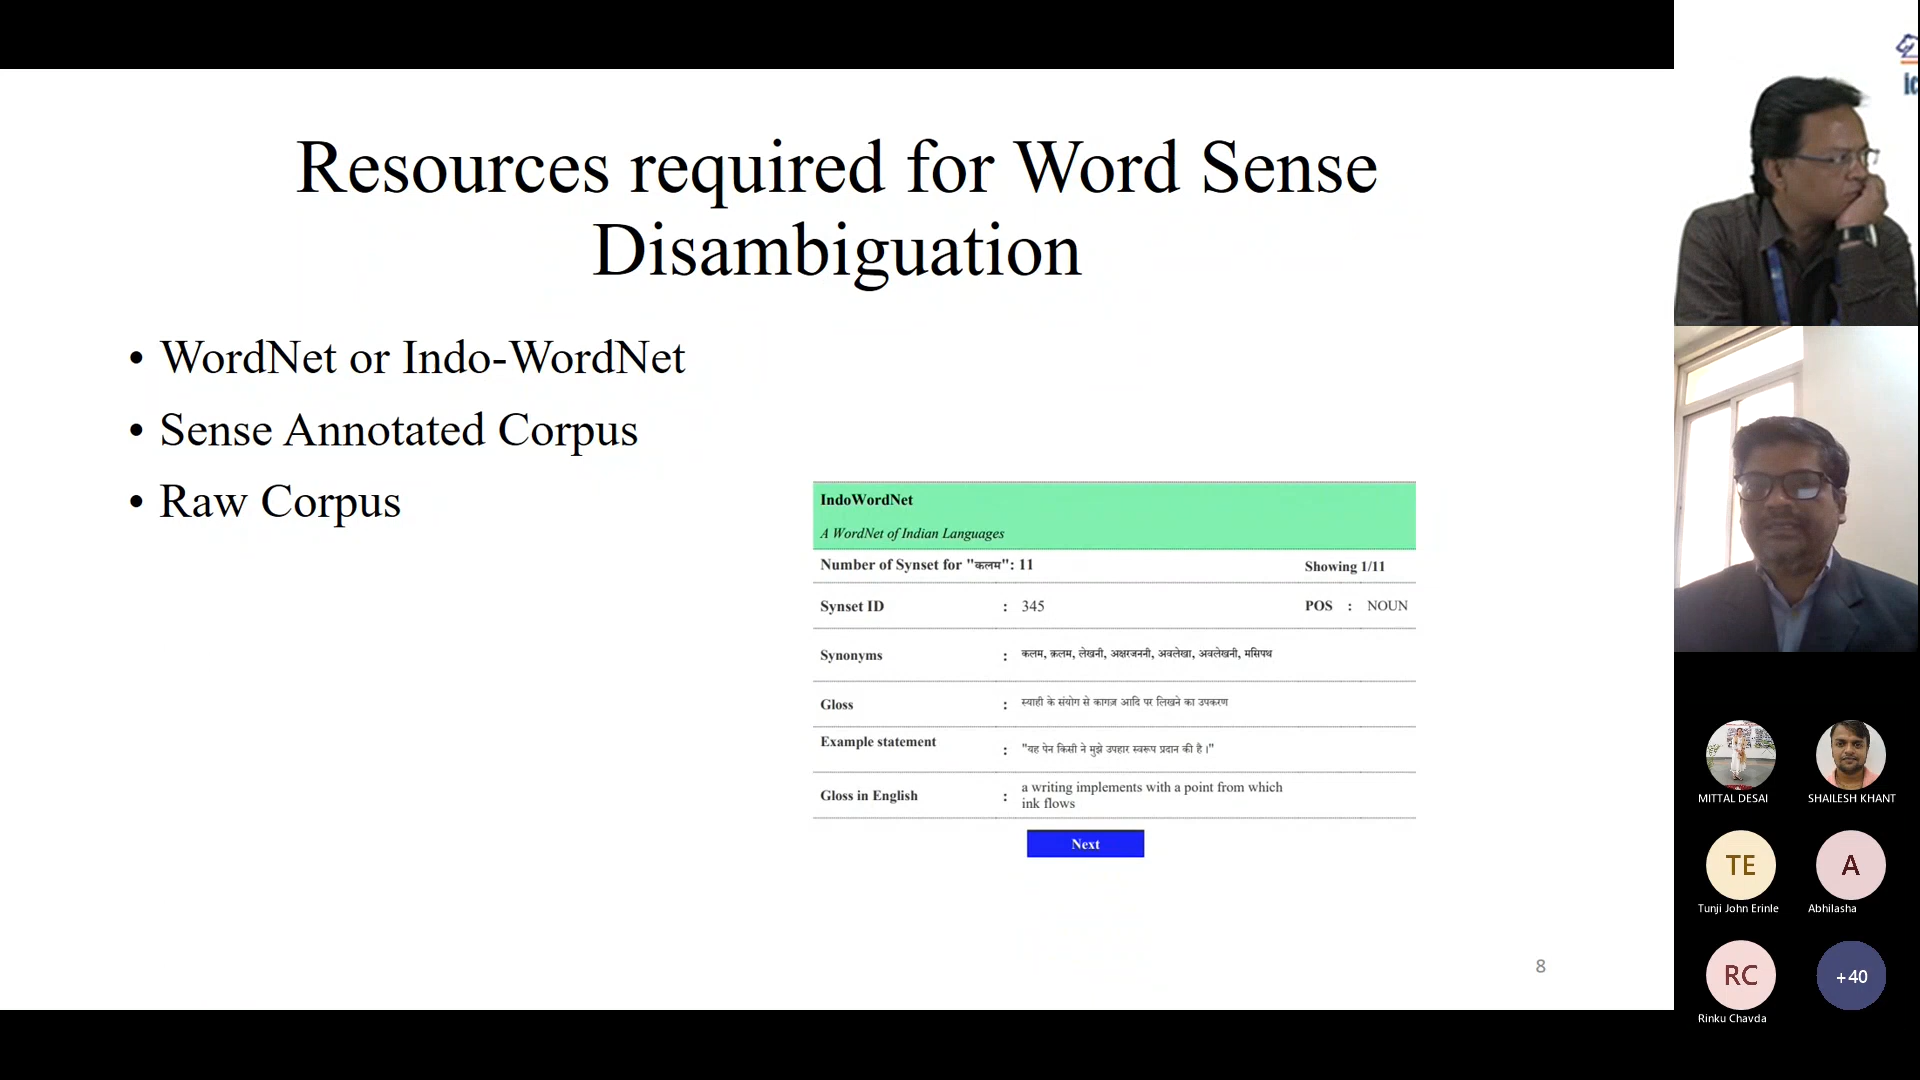 Resources required for Word Sense
Disambiguation
• WordNet or Indo-WordNet
• Sense Annotated Corpus
• Raw Corpus
IndoWordNet
A WordNet of Indian Languages
Number of Synset for "कलम": 11 Showing 1/11
Synset ID : 345 POS : NOUN
Synonyms : कलम, क़लम, लेखनी, अक्षरजननी, अवलेखा, अवलेखनी, मसिपथ
Gloss : स्याही के संयोग से कागज़ आदि पर लिखने का उपकरण
Example statement : "यह पेन किसी ने मुझे उपहार स्वरूप प्रदान की है।"
Gloss in English : a writing implements with a point from which
ink flows
Next
8
ic
MITTAL DESAI SHAILESH KHANT
TE A
Tunji John Erinle Abhilasha
RC +40
Rinku Chavda